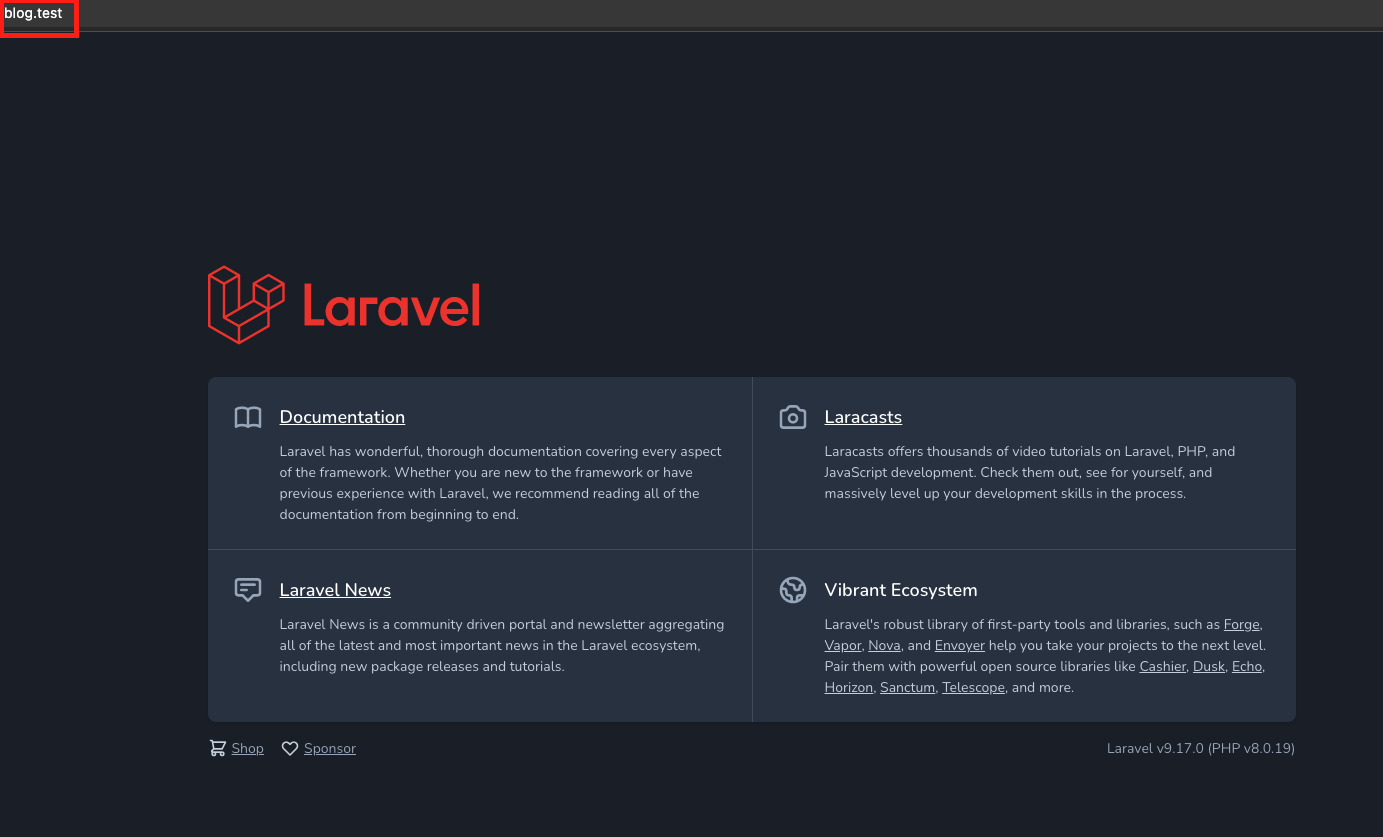 blog.test
Laravel
Documentation
Laravel has wonderful, thorough documentation covering every aspect
of the framework. Whether you are new to the framework or have
previous experience with Laravel, we recommend reading all of the
documentation from beginning to end.
Laracasts
Laracasts offers thousands of video tutorials on Laravel, PHP, and
JavaScript development. Check them out, see for yourself, and
massively level up your development skills in the process.
Laravel News
Laravel News is a community driven portal and newsletter aggregating
all of the latest and most important news in the Laravel ecosystem,
including new package releases and tutorials.
Vibrant Ecosystem
Laravel's robust library of first-party tools and libraries, such as Forge,
Vapor, Nova, and Envoyer help you take your projects to the next level.
Pair them with powerful open source libraries like Cashier, Dusk, Echo,
Horizon, Sanctum, Telescope, and more.
Shop Sponsor
Laravel v9.17.0 (PHP v8.0.19)